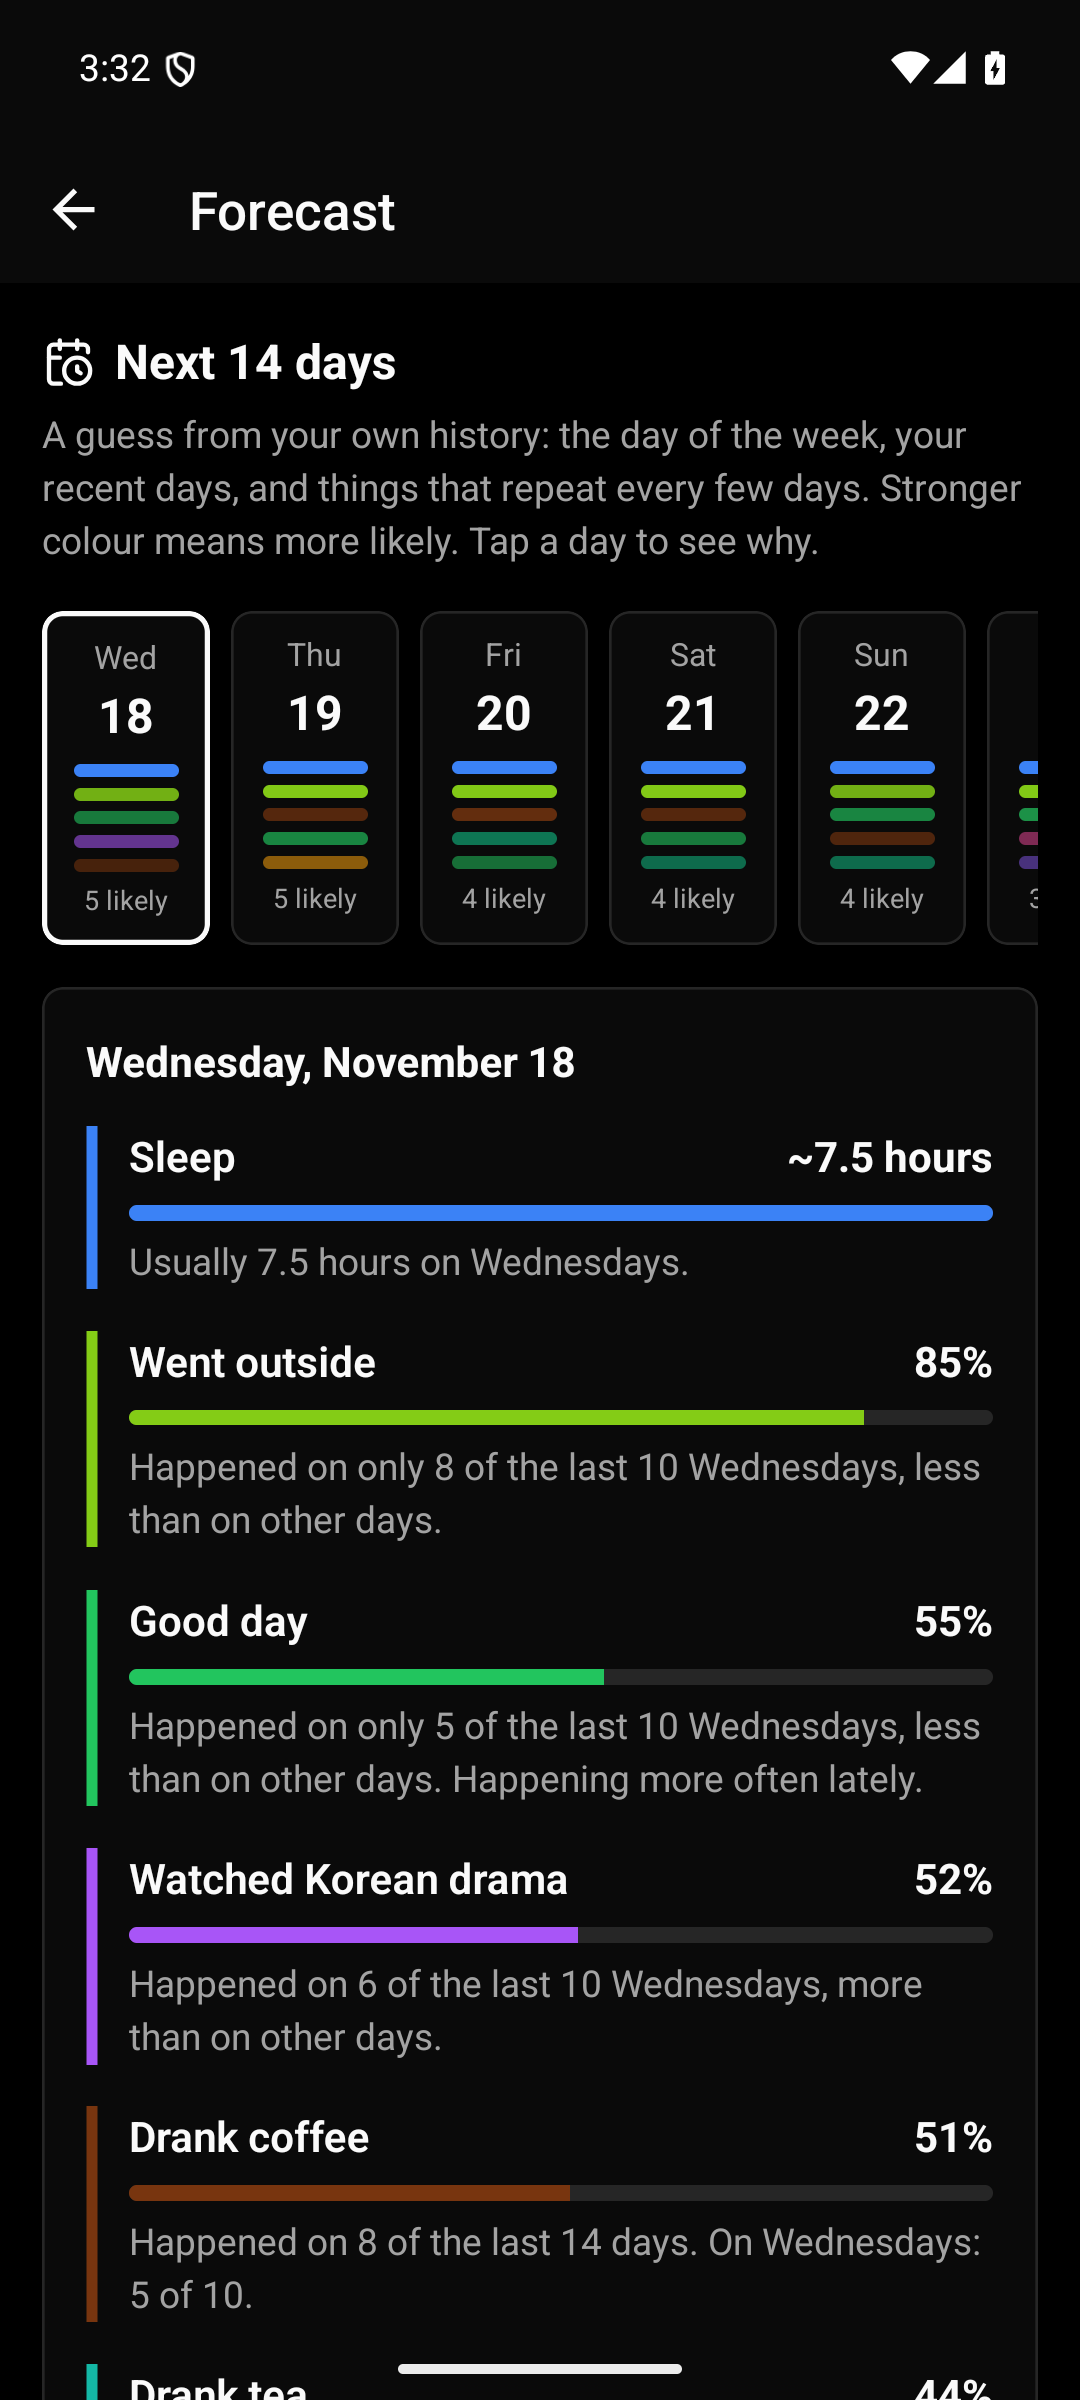 3:32
Forecast
Next 14 days
A guess from your own history: the day of the week, your
recent days, and things that repeat every few days. Stronger
colour means more likely. Tap a day to see why.
Wed
18
5 likely
Thu
19
5 likely
Fri
20
4 likely
Sat
21
4 likely
Sun
22
4 likely
Wednesday, November 18
Sleep
~7.5 hours
Usually 7.5 hours on Wednesdays.
Went outside
85%
Happened on only 8 of the last 10 Wednesdays, less
than on other days.
Good day
55%
Happened on only 5 of the last 10 Wednesdays, less
than on other days. Happening more often lately.
Watched Korean drama
52%
Happened on 6 of the last 10 Wednesdays, more
than on other days.
Drank coffee
51%
Happened on 8 of the last 14 days. On Wednesdays:
5 of 10.
Drank tea
44%